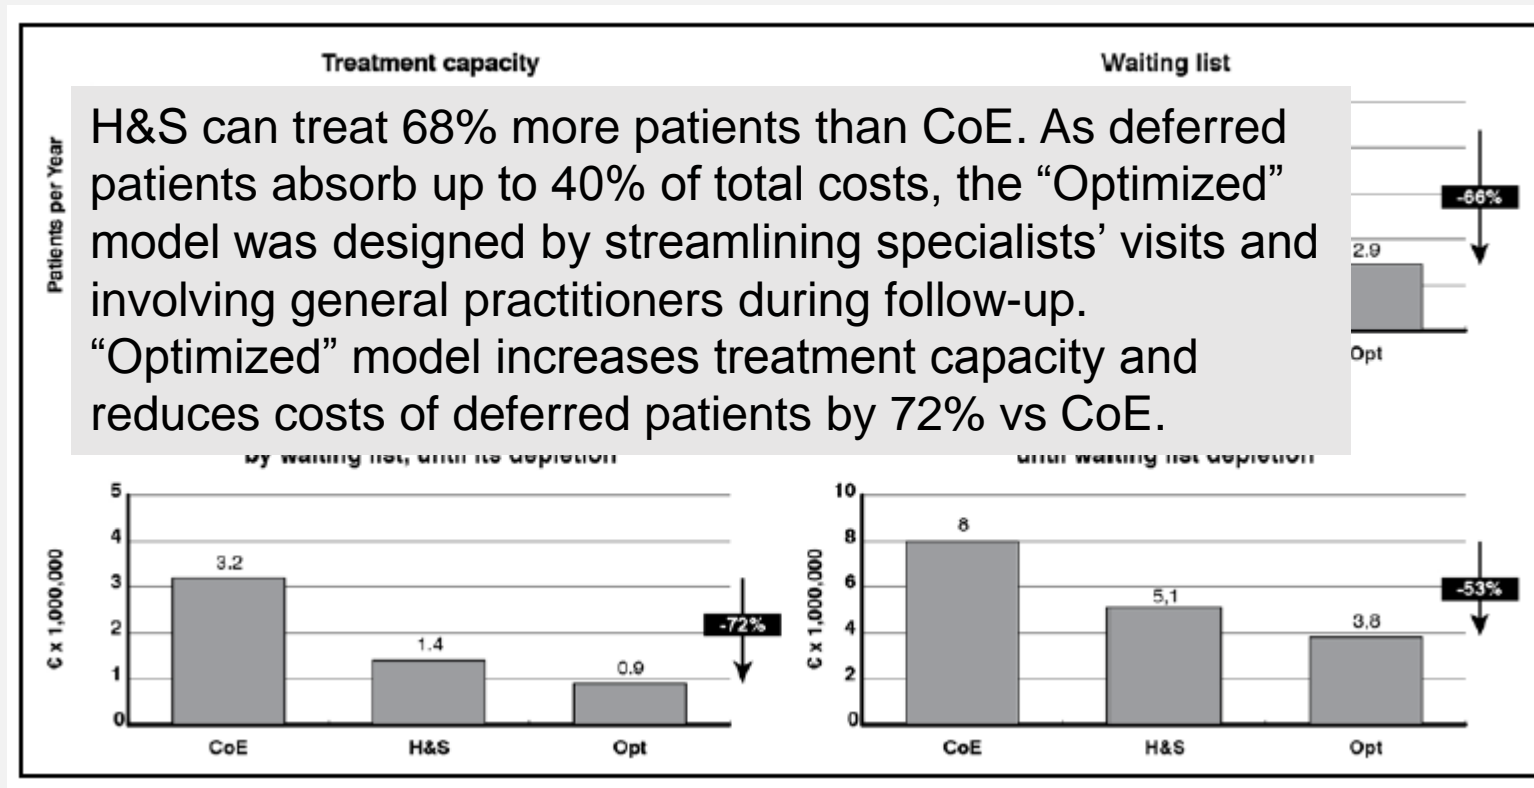 Treatment capacity
Waiting list
Patients per Year
H&S can treat 68% more patients than CoE. As deferred
patients absorb up to 40% of total costs, the “Optimized”
model was designed by streamlining specialists’ visits and
involving general practitioners during follow-up.
“Optimized” model increases treatment capacity and
reduces costs of deferred patients by 72% vs CoE.
-66%
2.9
Opt
by waiting list, until its depletion
until waiting list depletion
€ x 1,000,000
5
4
3
2
1
0
3.2
1.4
0.9
-72%
CoE
H&S
Opt
€ x 1,000,000
10
8
6
4
2
0
8
5,1
3.8
-53%
CoE
H&S
Opt